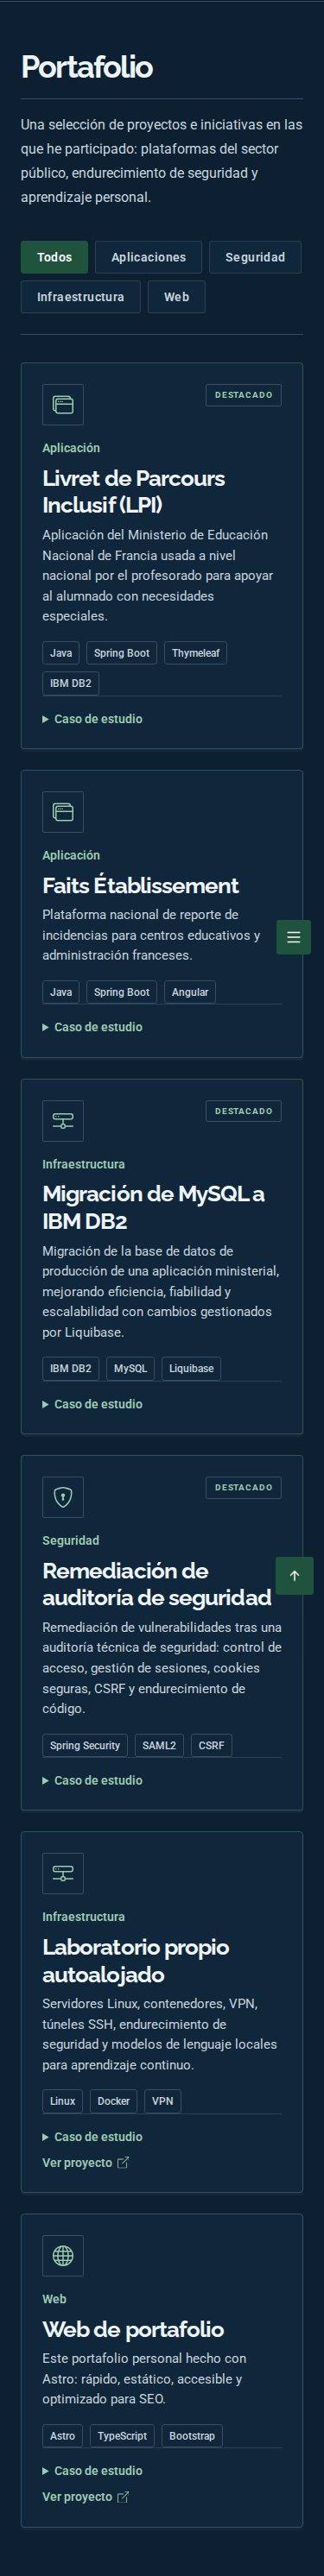 Portafolio
Una selección de proyectos e iniciativas en las
que he participado: plataformas del sector
público, endurecimiento de seguridad y
aprendizaje personal.
Todos Aplicaciones Seguridad
Infraestructura Web
DESTACADO
Aplicación
Livret de Parcours
Inclusif (LPI)
Aplicación del Ministerio de Educación
Nacional de Francia usada a nivel
nacional por el profesorado para apoyar
al alumnado con necesidades
especiales.
Java Spring Boot Thymeleaf
IBM DB2
Caso de estudio
Aplicación
Faits Établissement
Plataforma nacional de reporte de
incidencias para centros educativos y
administración franceses.
Java Spring Boot Angular
Caso de estudio
DESTACADO
Infraestructura
Migración de MySQL a
IBM DB2
Migración de la base de datos de
producción de una aplicación ministerial,
mejorando eficiencia, fiabilidad y
escalabilidad con cambios gestionados
por Liquibase.
IBM DB2 MySQL Liquibase
Caso de estudio
DESTACADO
Seguridad
Remediación de
auditoría de seguridad
Remediación de vulnerabilidades tras una
auditoría técnica de seguridad: control de
acceso, gestión de sesiones, cookies
seguras, CSRF y endurecimiento de
código.
Spring Security SAML2 CSRF
Caso de estudio
Infraestructura
Laboratorio propio
autoalojado
Servidores Linux, contenedores, VPN,
túneles SSH, endurecimiento de
seguridad y modelos de lenguaje locales
para aprendizaje continuo.
Linux Docker VPN
Caso de estudio
Ver proyecto
Web
Web de portafolio
Este portafolio personal hecho con
Astro: rápido, estático, accesible y
optimizado para SEO.
Astro TypeScript Bootstrap
Caso de estudio
Ver proyecto